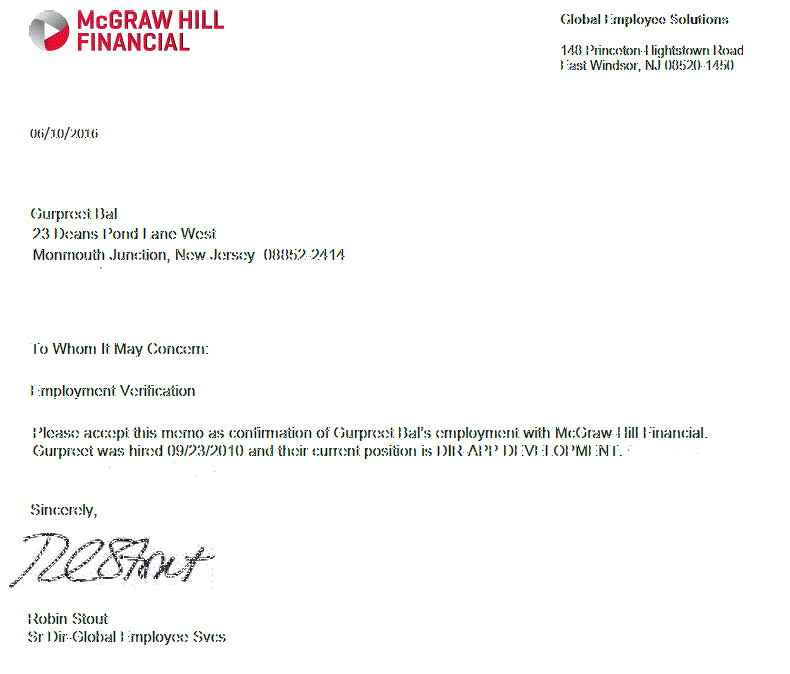 McGRAW HILL
FINANCIAL
Global Employee Solutions
148 Princeton-Hightstown Road
East Windsor, NJ 08520-1450
06/10/2016
Gurpreet Bal
23 Deans Pond Lane West
Monmouth Junction, New Jersey 08852-2414
To Whom It May Concern:
Employment Verification
Please accept this memo as confirmation of Gurpreet Bal's employment with McGraw-Hill Financial.
Gurpreet was hired 09/23/2010 and their current position is DIR-APP DEVELOPMENT.
Sincerely,
RCStout
Robin Stout
Sr Dir-Global Employee Svcs